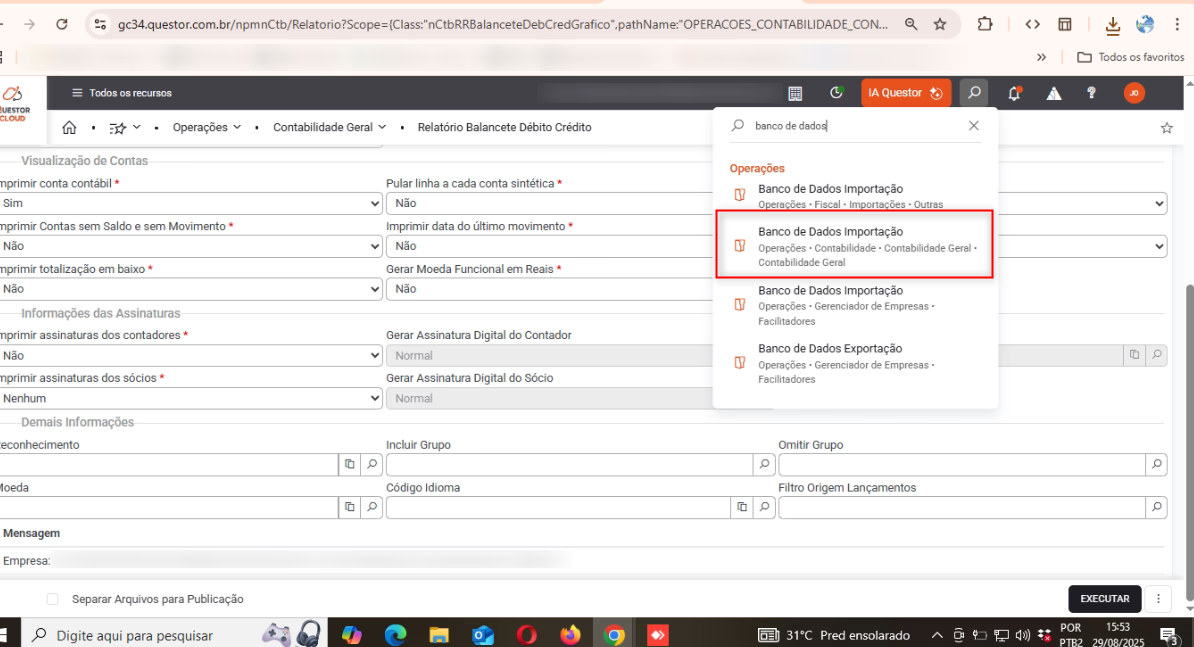 gc34.questor.com.br/npmnCtb/Relatorio?Scope={Class:"nCtbRRBalanceteDebCredGrafico",pathName:"OPERACOES_CONTABILIDADE_CON...
Todos os favoritos
QUESTOR
CLOUD
Todos os recursos
IA Questor
JO
Operações
Contabilidade Geral
Relatório Balancete Débito Crédito
banco de dados
Operações
Banco de Dados Importação
Operações • Fiscal • Importações • Outras
Banco de Dados Importação
Operações • Contabilidade • Contabilidade Geral •
Contabilidade Geral
Banco de Dados Importação
Operações • Gerenciador de Empresas •
Facilitadores
Banco de Dados Exportação
Operações • Gerenciador de Empresas •
Facilitadores
Visualização de Contas
mprimir conta contábil *
Pular linha a cada conta sintética *
Sim
Não
mprimir Contas sem Saldo e sem Movimento *
Imprimir data do último movimento *
Não
Não
mprimir totalização em baixo *
Gerar Moeda Funcional em Reais *
Não
Não
Informações das Assinaturas
mprimir assinaturas dos contadores *
Gerar Assinatura Digital do Contador
Não
Normal
mprimir assinaturas dos sócios *
Gerar Assinatura Digital do Sócio
Nenhum
Normal
Demais Informações
econhecimento
Incluir Grupo
Omitir Grupo
Moeda
Código Idioma
Filtro Origem Lançamentos
Mensagem
Empresa:
Separar Arquivos para Publicação
EXECUTAR
Digite aqui para pesquisar
31°C Pred ensolarado
POR
PTB2
15:53
29/08/2025
3